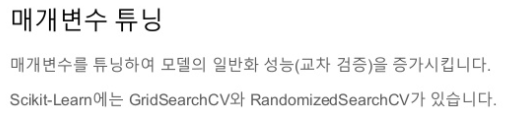 매개변수 튜닝
매개변수를 튜닝하여 모델의 일반화 성능(교차 검증)을 증가시킵니다.
Scikit-Learn에는 GridSearchCV와 RandomizedSearchCV가 있습니다.